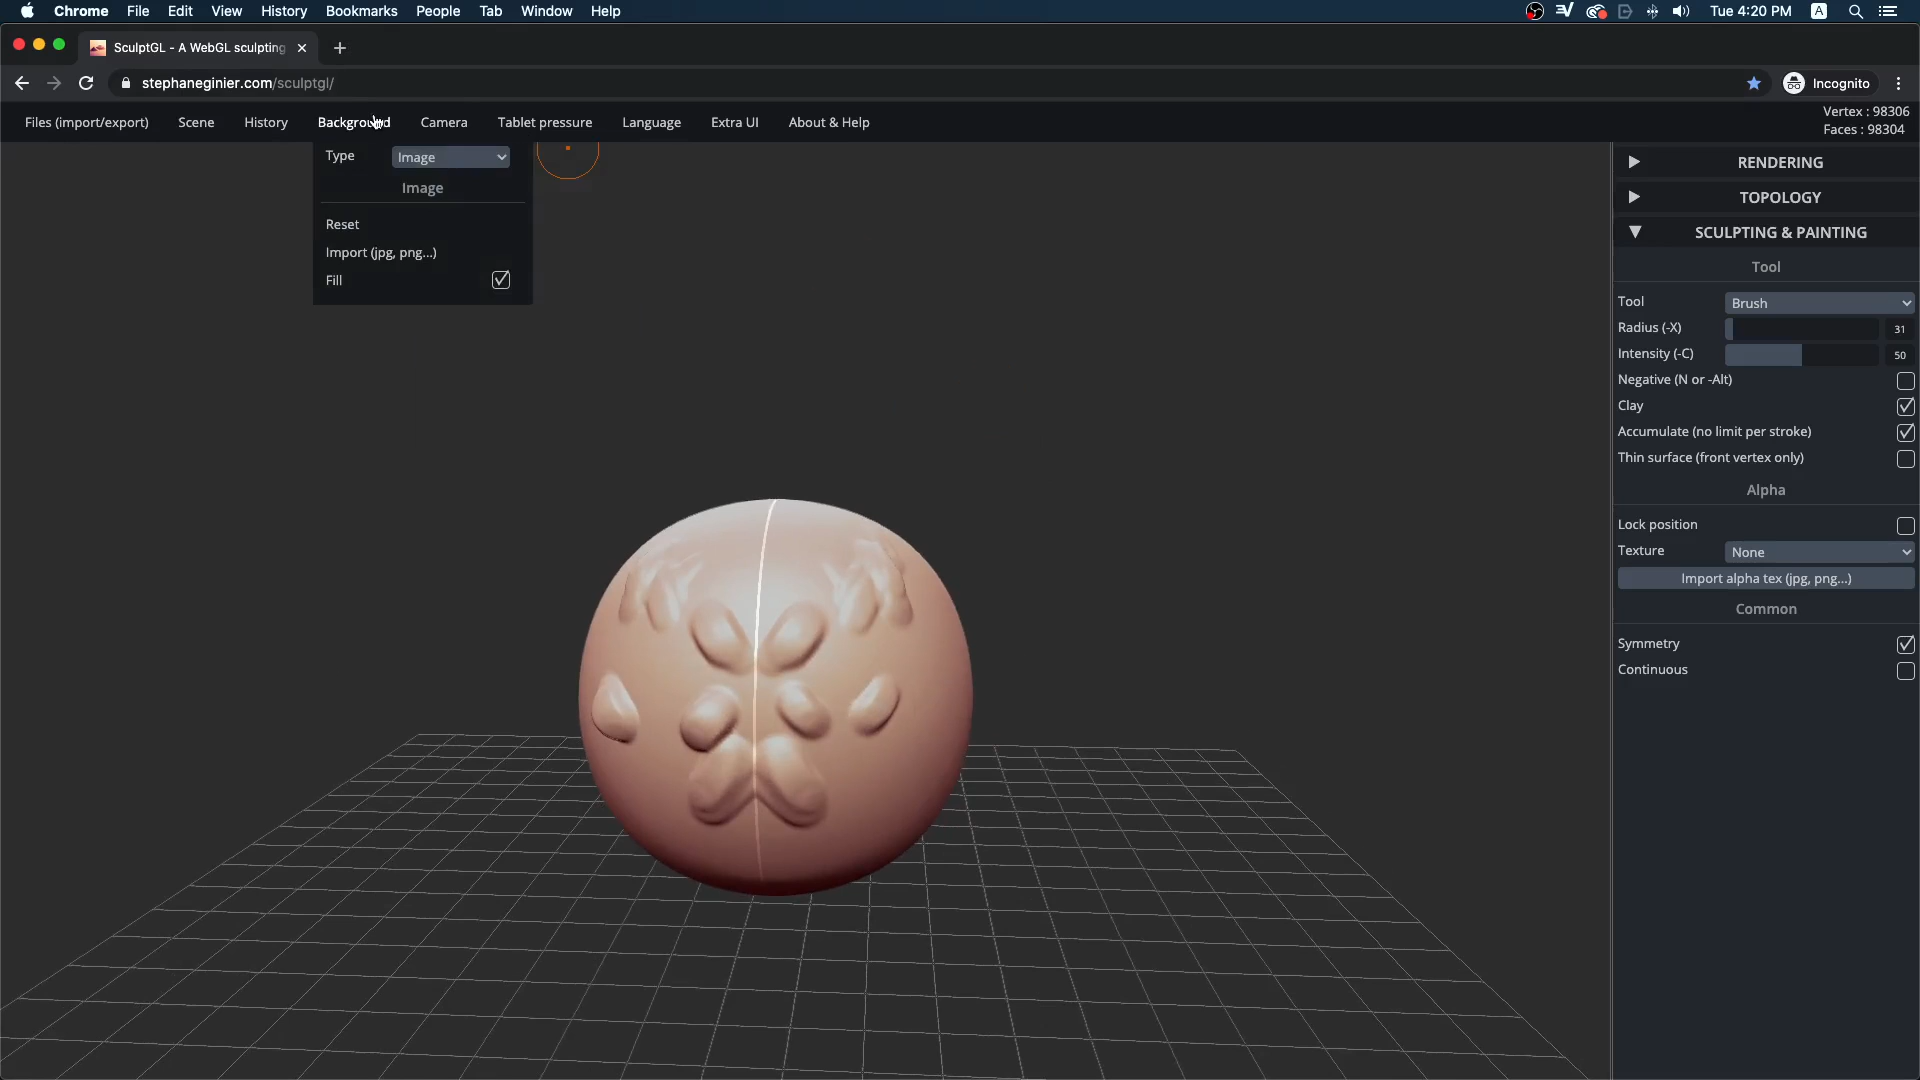 Chrome File Edit View History Bookmarks People Tab Window Help
Tue 4:20 PM A
SculptGL - A WebGL sculpting
stephaneginier.com/sculptgl/
Incognito
Files (import/export) Scene History Background Camera Tablet pressure Language Extra UI About & Help
Vertex : 98306
Faces : 98304
Type Image
Image
Reset
Import (jpg, png...)
Fill
RENDERING
TOPOLOGY
SCULPTING & PAINTING
Tool
Tool Brush
Radius (-X) 31
Intensity (-C) 50
Negative (N or -Alt)
Clay
Accumulate (no limit per stroke)
Thin surface (front vertex only)
Alpha
Lock position
Texture None
Import alpha tex (jpg, png...)
Common
Symmetry
Continuous